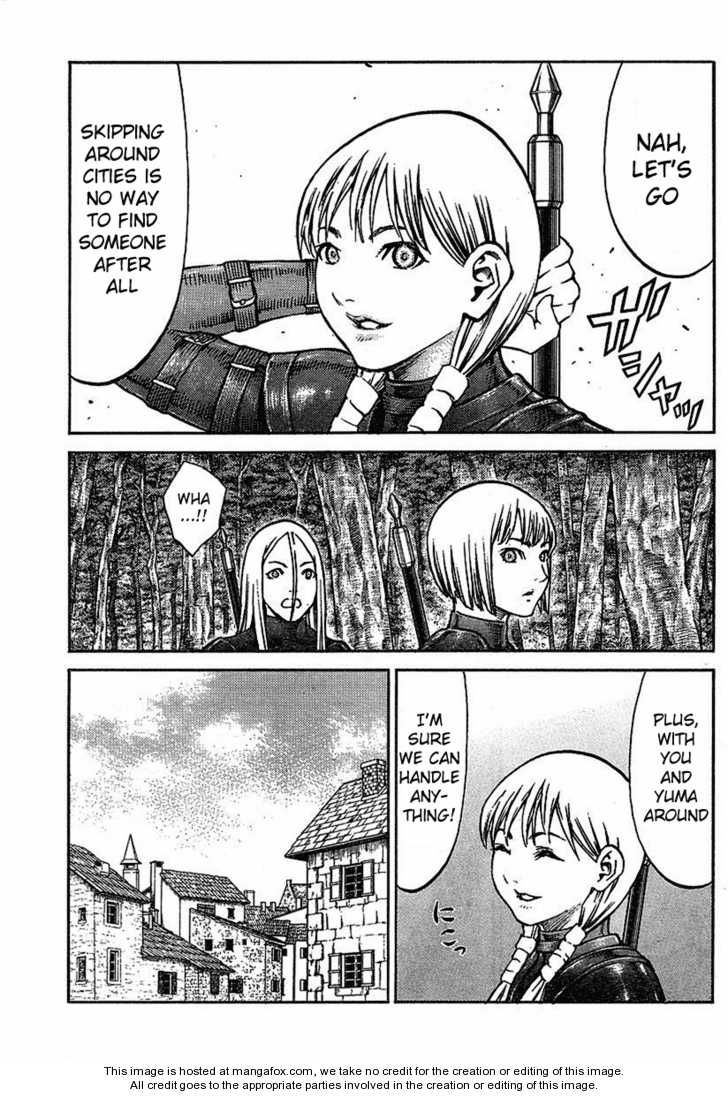 NAH,
LET'S
GO
SKIPPING
AROUND
CITIES IS
NO WAY
TO FIND
SOMEONE
AFTER
ALL
ガシャッ
WHA
...!!
PLUS,
WITH
YOU
AND
YUMA
AROUND
I'M
SURE
WE CAN
HANDLE
ANY-
THING!
にこっ
This image is hosted at mangafox.com, we take no credit for the creation or editing of this image.
All credit goes to the appropriate parties involved in the creation or editing of this image.